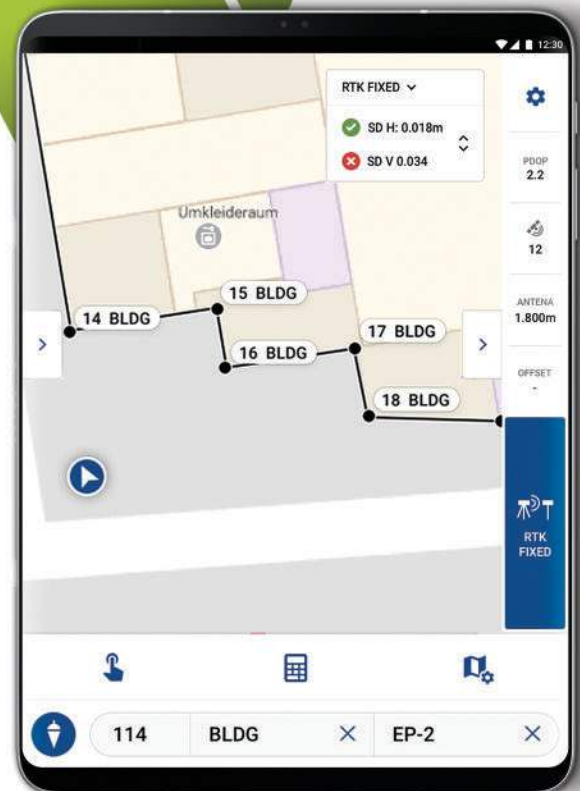 12:30
RTK FIXED
SD H: 0.018m
SD V 0.034
PDOP
2.2
12
ANTENA
1.800m
OFFSET
-
RTK
FIXED
Umkleideraum
14 BLDG
15 BLDG
16 BLDG
17 BLDG
18 BLDG
114 BLDG EP-2